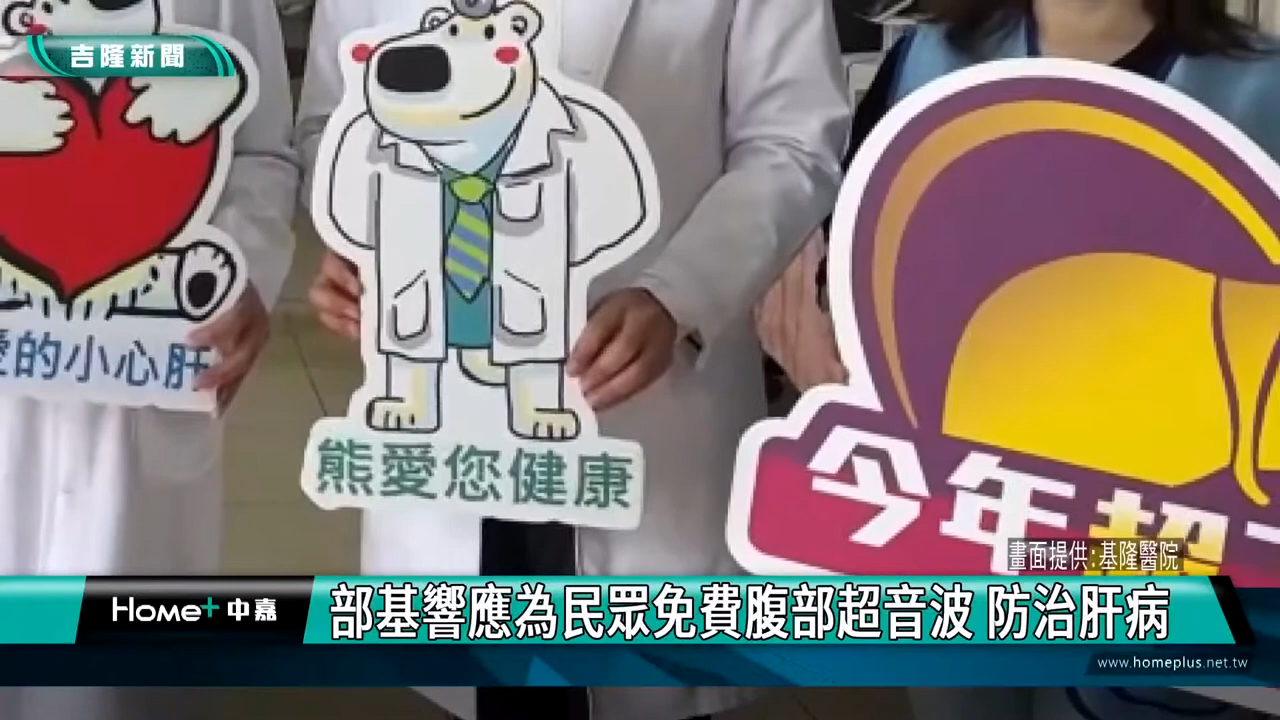 吉隆新聞
愛的小心肝
熊愛您健康
今年超
畫面提供:基隆醫院
Home+中嘉
部基響應為民眾免費腹部超音波 防治肝病
www.homeplus.net.tw